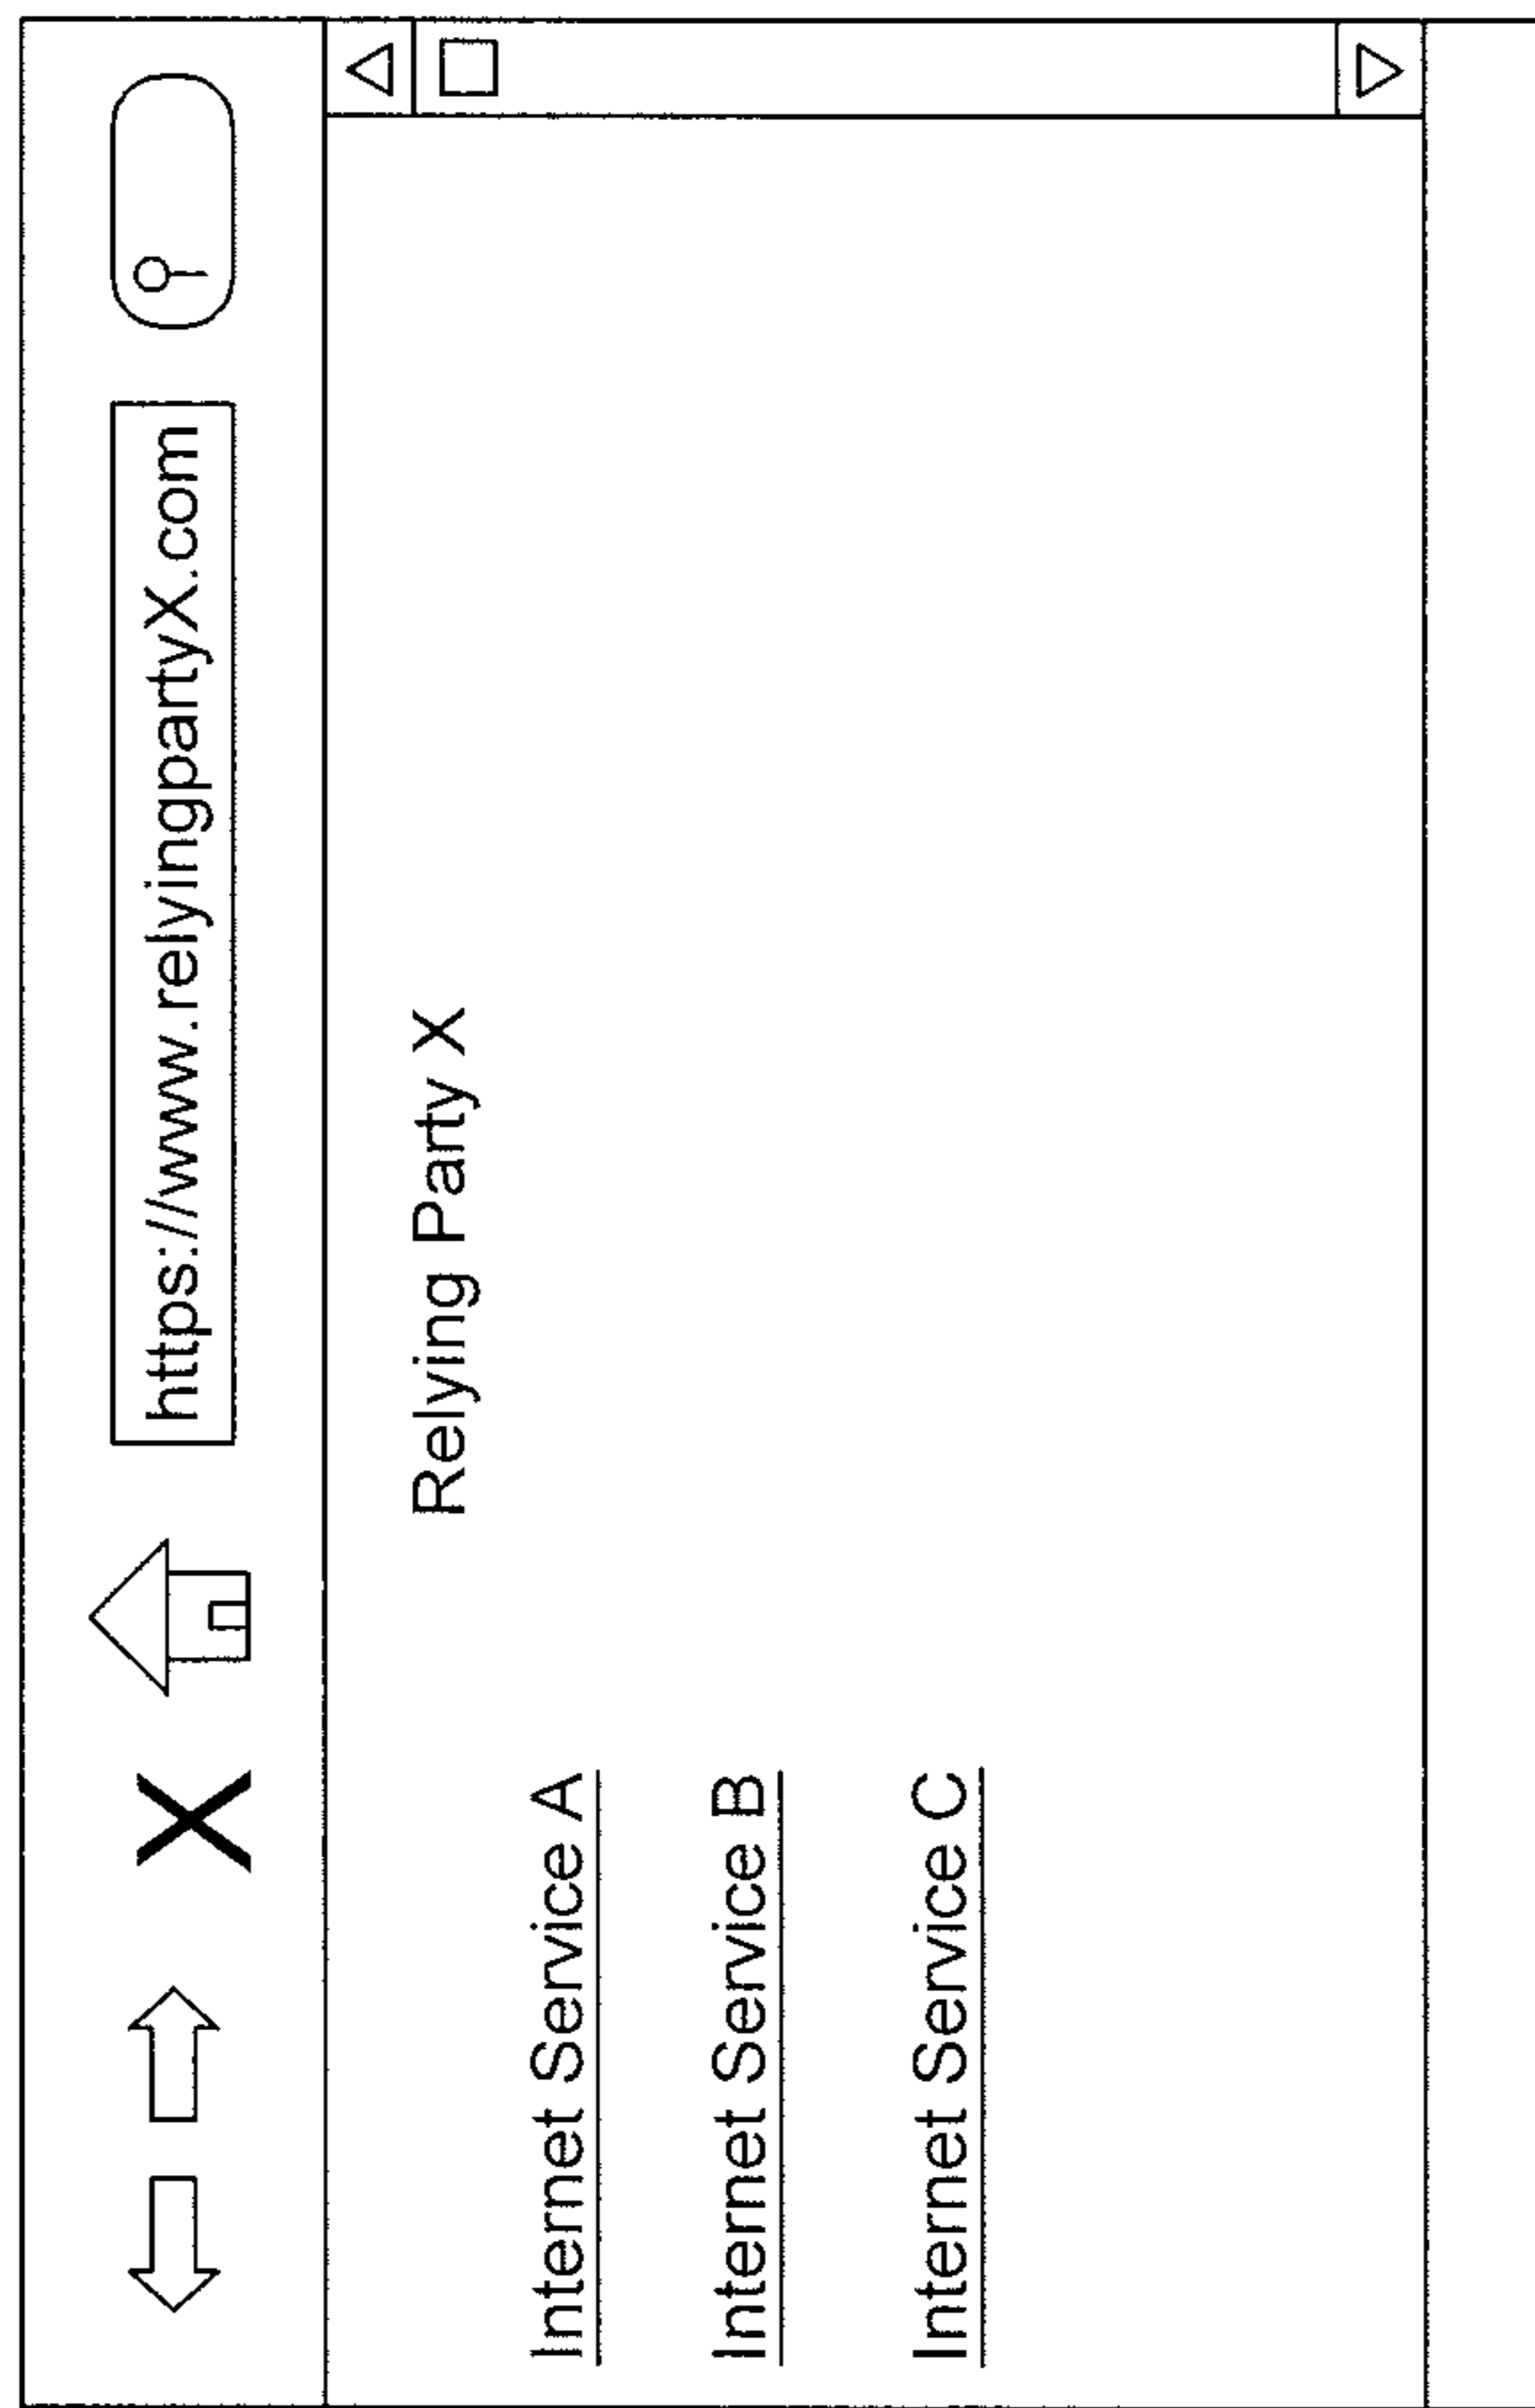 https://www.relyingpartyX.com
Relying Party X
Internet Service A
Internet Service B
Internet Service C